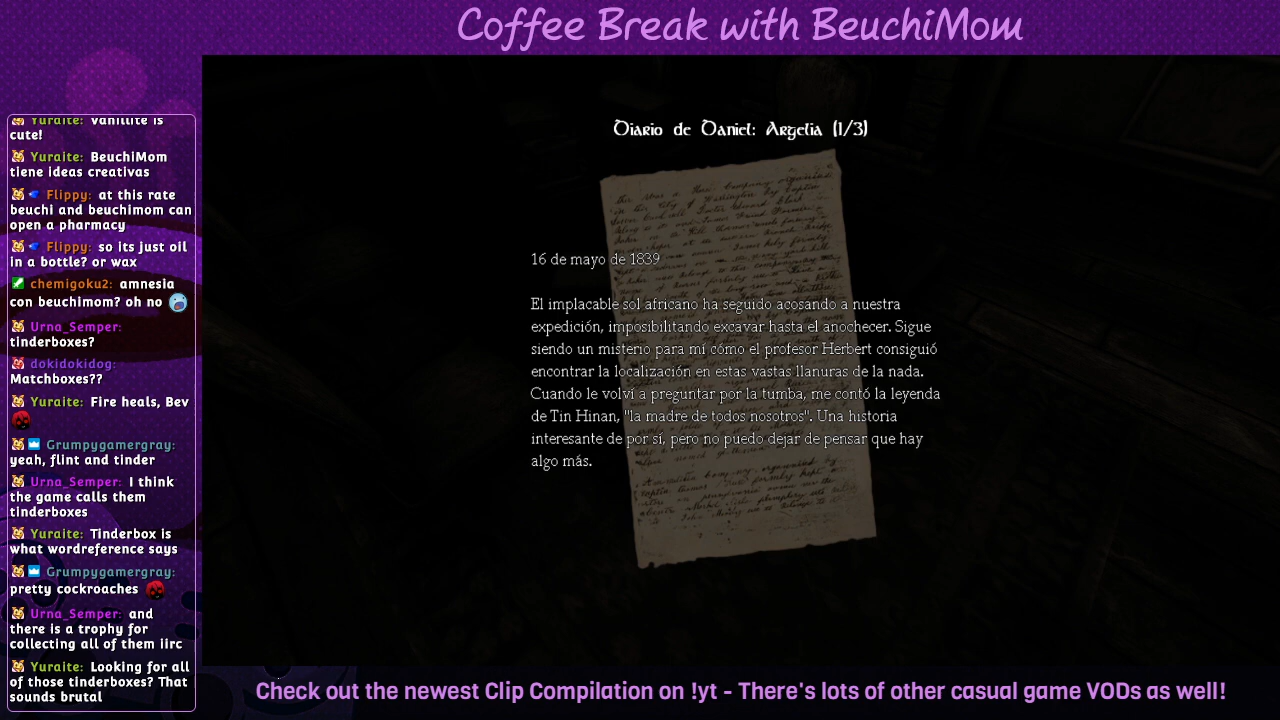 Coffee Break with BeuchiMom
Yuraite: Vanillite is
cute!
Yuraite: BeuchiMom
tiene ideas creativas
Flippy: at this rate
beuchi and beuchimom can
open a pharmacy
Flippy: so its just oil
in a bottle? or wax
chemigoku2: amnesia
con beuchimom? oh no
Urna_Semper:
tinderboxes?
dokidokidog:
Matchboxes??
Yuraite: Fire heals, Bev
Grumpygamergray:
yeah, flint and tinder
Urna_Semper: I think
the game calls them
tinderboxes
Yuraite: Tinderbox is
what wordreference says
Grumpygamergray:
pretty cockroaches
Urna_Semper: and
there is a trophy for
collecting all of them iirc
Yuraite: Looking for all
of those tinderboxes? That
sounds brutal
Diario de Daniel: Argelia (1/3)
16 de mayo de 1839
El implacable sol africano ha seguido acosando a nuestra
expedición, imposibilitando excavar hasta el anochecer. Sigue
siendo un misterio para mí cómo el profesor Herbert consiguió
encontrar la localización en estas vastas llanuras de la nada.
Cuando le volví a preguntar por la tumba, me contó la leyenda
de Tin Hinan, "la madre de todos nosotros". Una historia
interesante de por sí, pero no puedo dejar de pensar que hay
algo más.
Check out the newest Clip Compilation on !yt - There's lots of other casual game VODs as well!